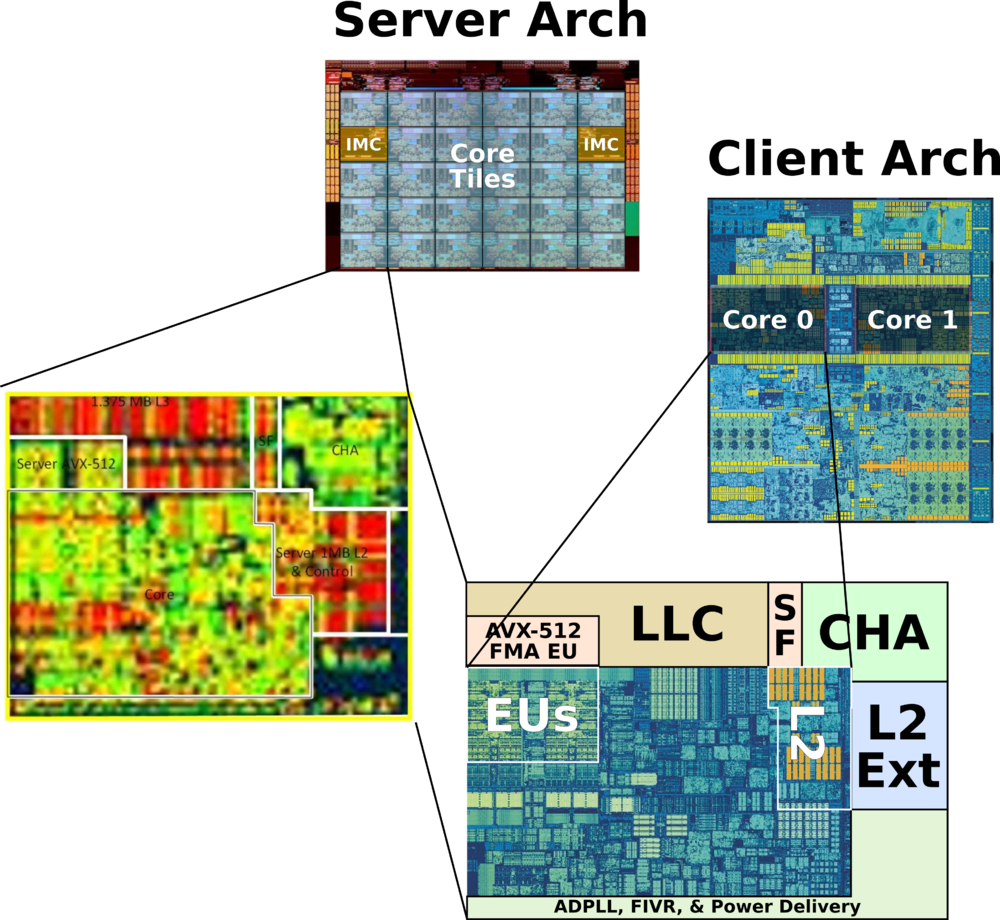 Server Arch
IMC
Core
Tiles
IMC
Client Arch
Core 0
Core 1
1.375 MB L3
SF
CHA
Server AVX-512
Server 1MB L2
& Control
Core
LLC
S
F
CHA
AVX-512
FMA EU
EUs
L2
L2
Ext
ADPLL, FIVR, & Power Delivery